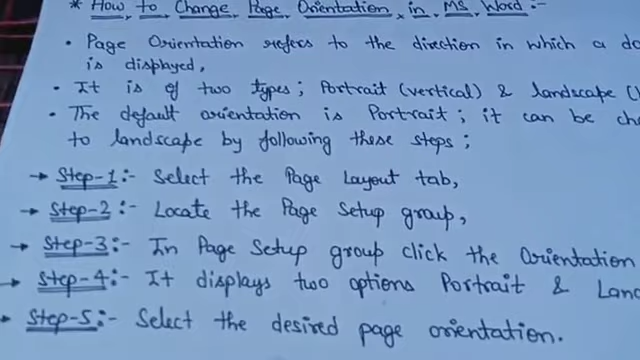 * How to Change Page Orientation in MS Word:-
• Page Orientation refers to the direction in which a do
is displayed,
• It is of two types; Portrait (vertical) & landscape (
• The default orientation is Portrait; it can be cha
to landscape by following these steps;
→ Step-1:- Select the Page Layout tab,
→ Step-2:- Locate the Page Setup group,
→ Step-3:- In Page Setup group click the Orientation
→ Step-4:- It displays two options Portrait & Land
→ Step-5:- Select the desired page orientation.